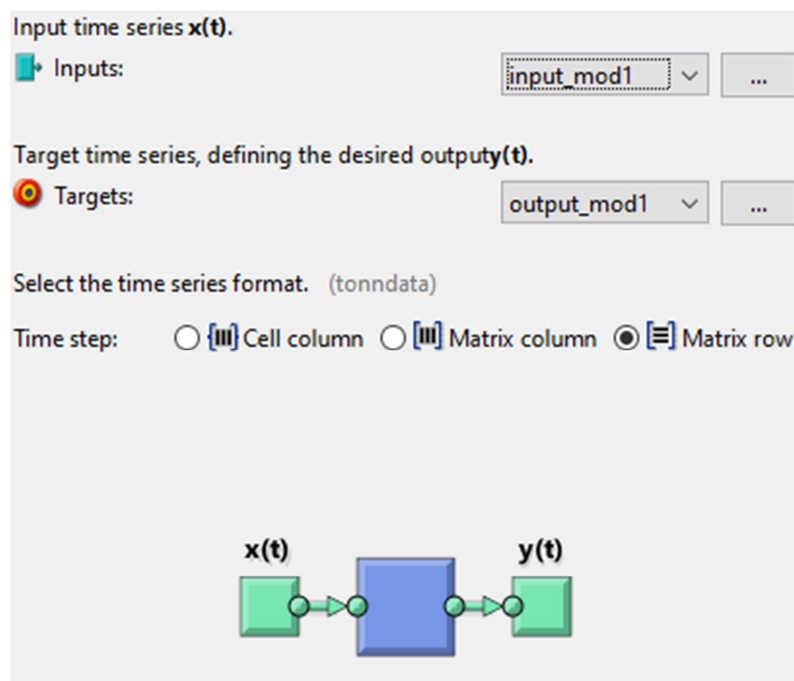 Input time series x(t).
Inputs:
input_mod1
...
Target time series, defining the desired outputy(t).
Targets:
output_mod1
...
Select the time series format. (tonndata)
Time step: Cell column Matrix column Matrix row
x(t) y(t)